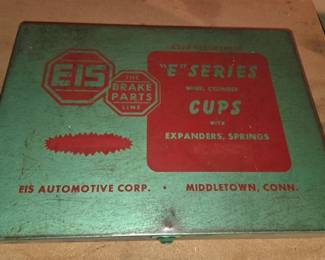 EIS
THE
BRAKE
PARTS
LINE
"E" SERIES
WHEEL CYLINDER
CUPS
WITH
EXPANDERS, SPRINGS
EIS AUTOMOTIVE CORP. • MIDDLETOWN, CONN.